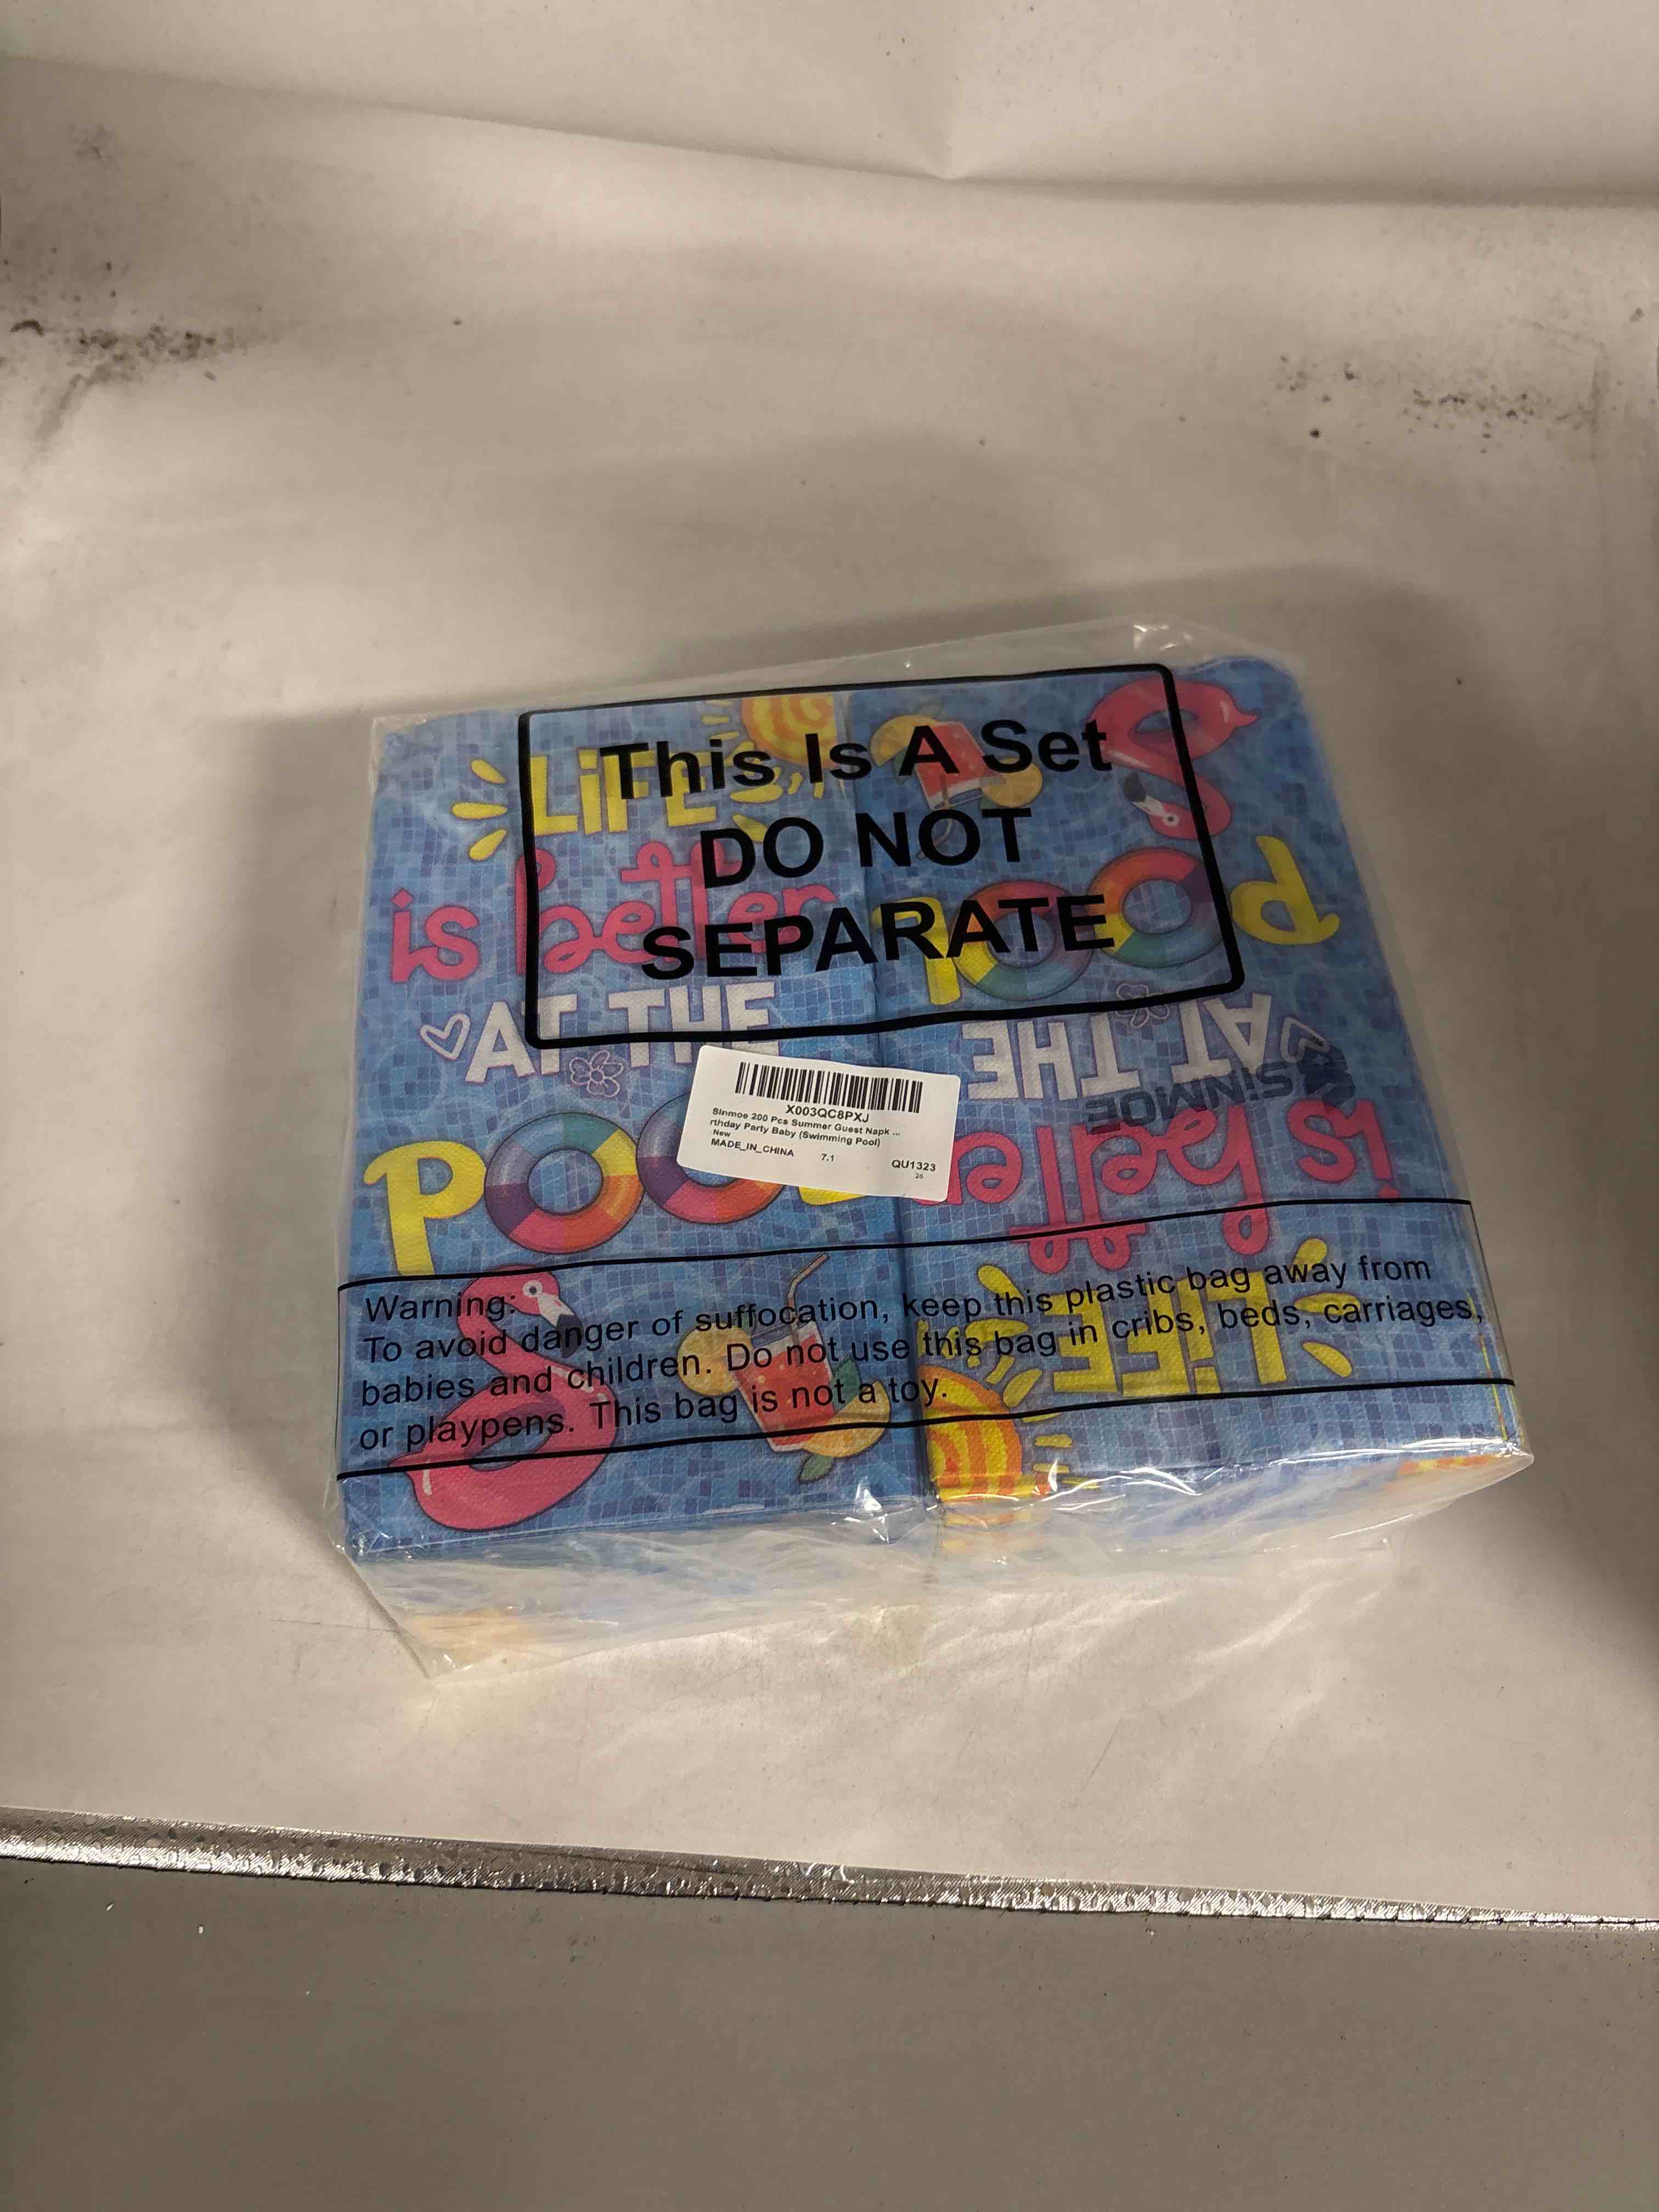 This Is A Set
DO NOT
SEPARATE
LiFE
is better
AT THE
POOL
POOL
AT THE
is better
LiFE
SiNMOE
X003QC8PXJ
Sinmoe 200 Pcs Summer Guest Napk ...
rthday Party Baby (Swimming Pool)
New
MADE_IN_CHINA 7.1 QU1323
Warning:
To avoid danger of suffocation, keep this plastic bag away from
babies and children. Do not use this bag in cribs, beds, carriages,
or playpens. This bag is not a toy.